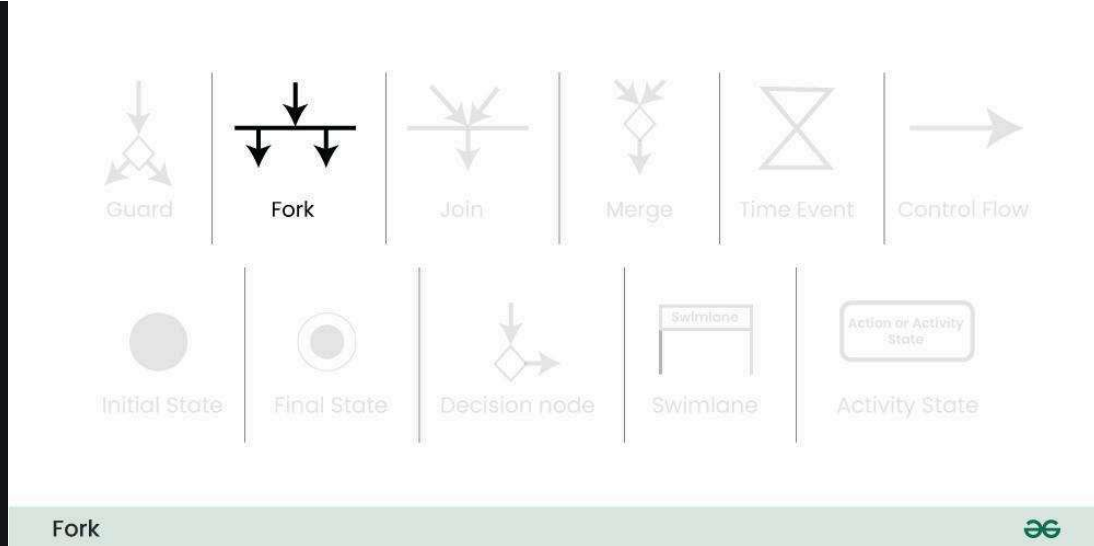 Guard
Fork
Join
Merge
Time Event
Control Flow
Swimlane
Action or Activity
State
Initial State
Final State
Decision node
Swimlane
Activity State
Fork